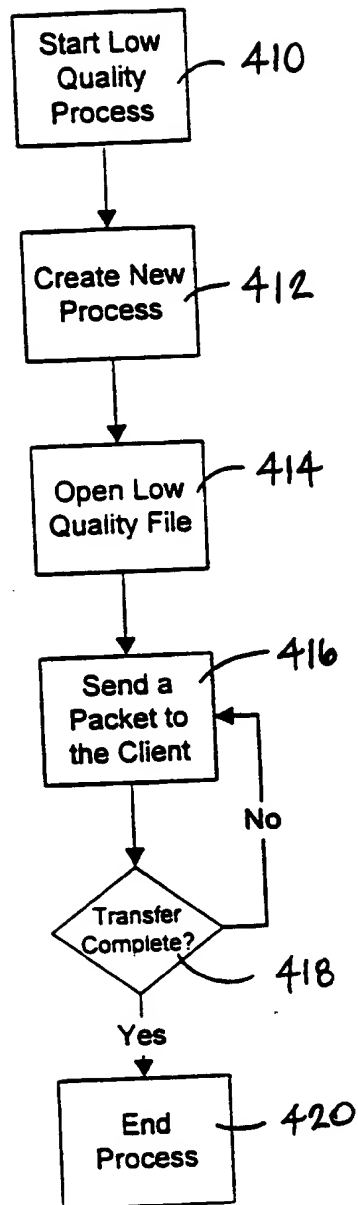 Start Low
Quality
Process
410
Create New
Process
412
Open Low
Quality File
414
Send a
Packet to
the Client
416
No
Transfer
Complete?
418
Yes
End
Process
420